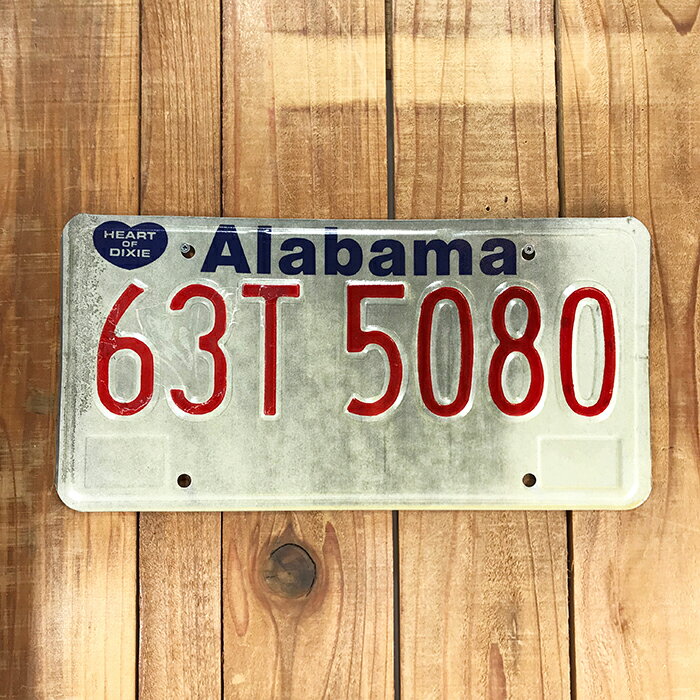 HEART
OF
DIXIE
Alabama
63T 5080